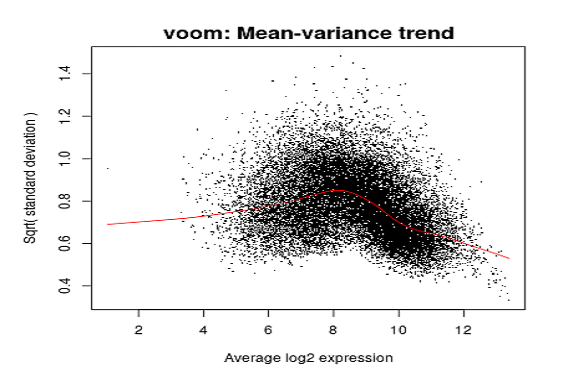 voom: Mean-variance trend
Sqrt( standard deviation )
1.4
1.2
1.0
0.8
0.6
0.4
2 4 6 8 10 12
Average log2 expression